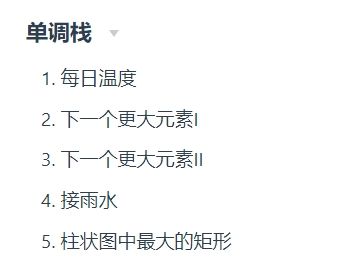 单调栈
1. 每日温度
2. 下一个更大元素I
3. 下一个更大元素II
4. 接雨水
5. 柱状图中最大的矩形